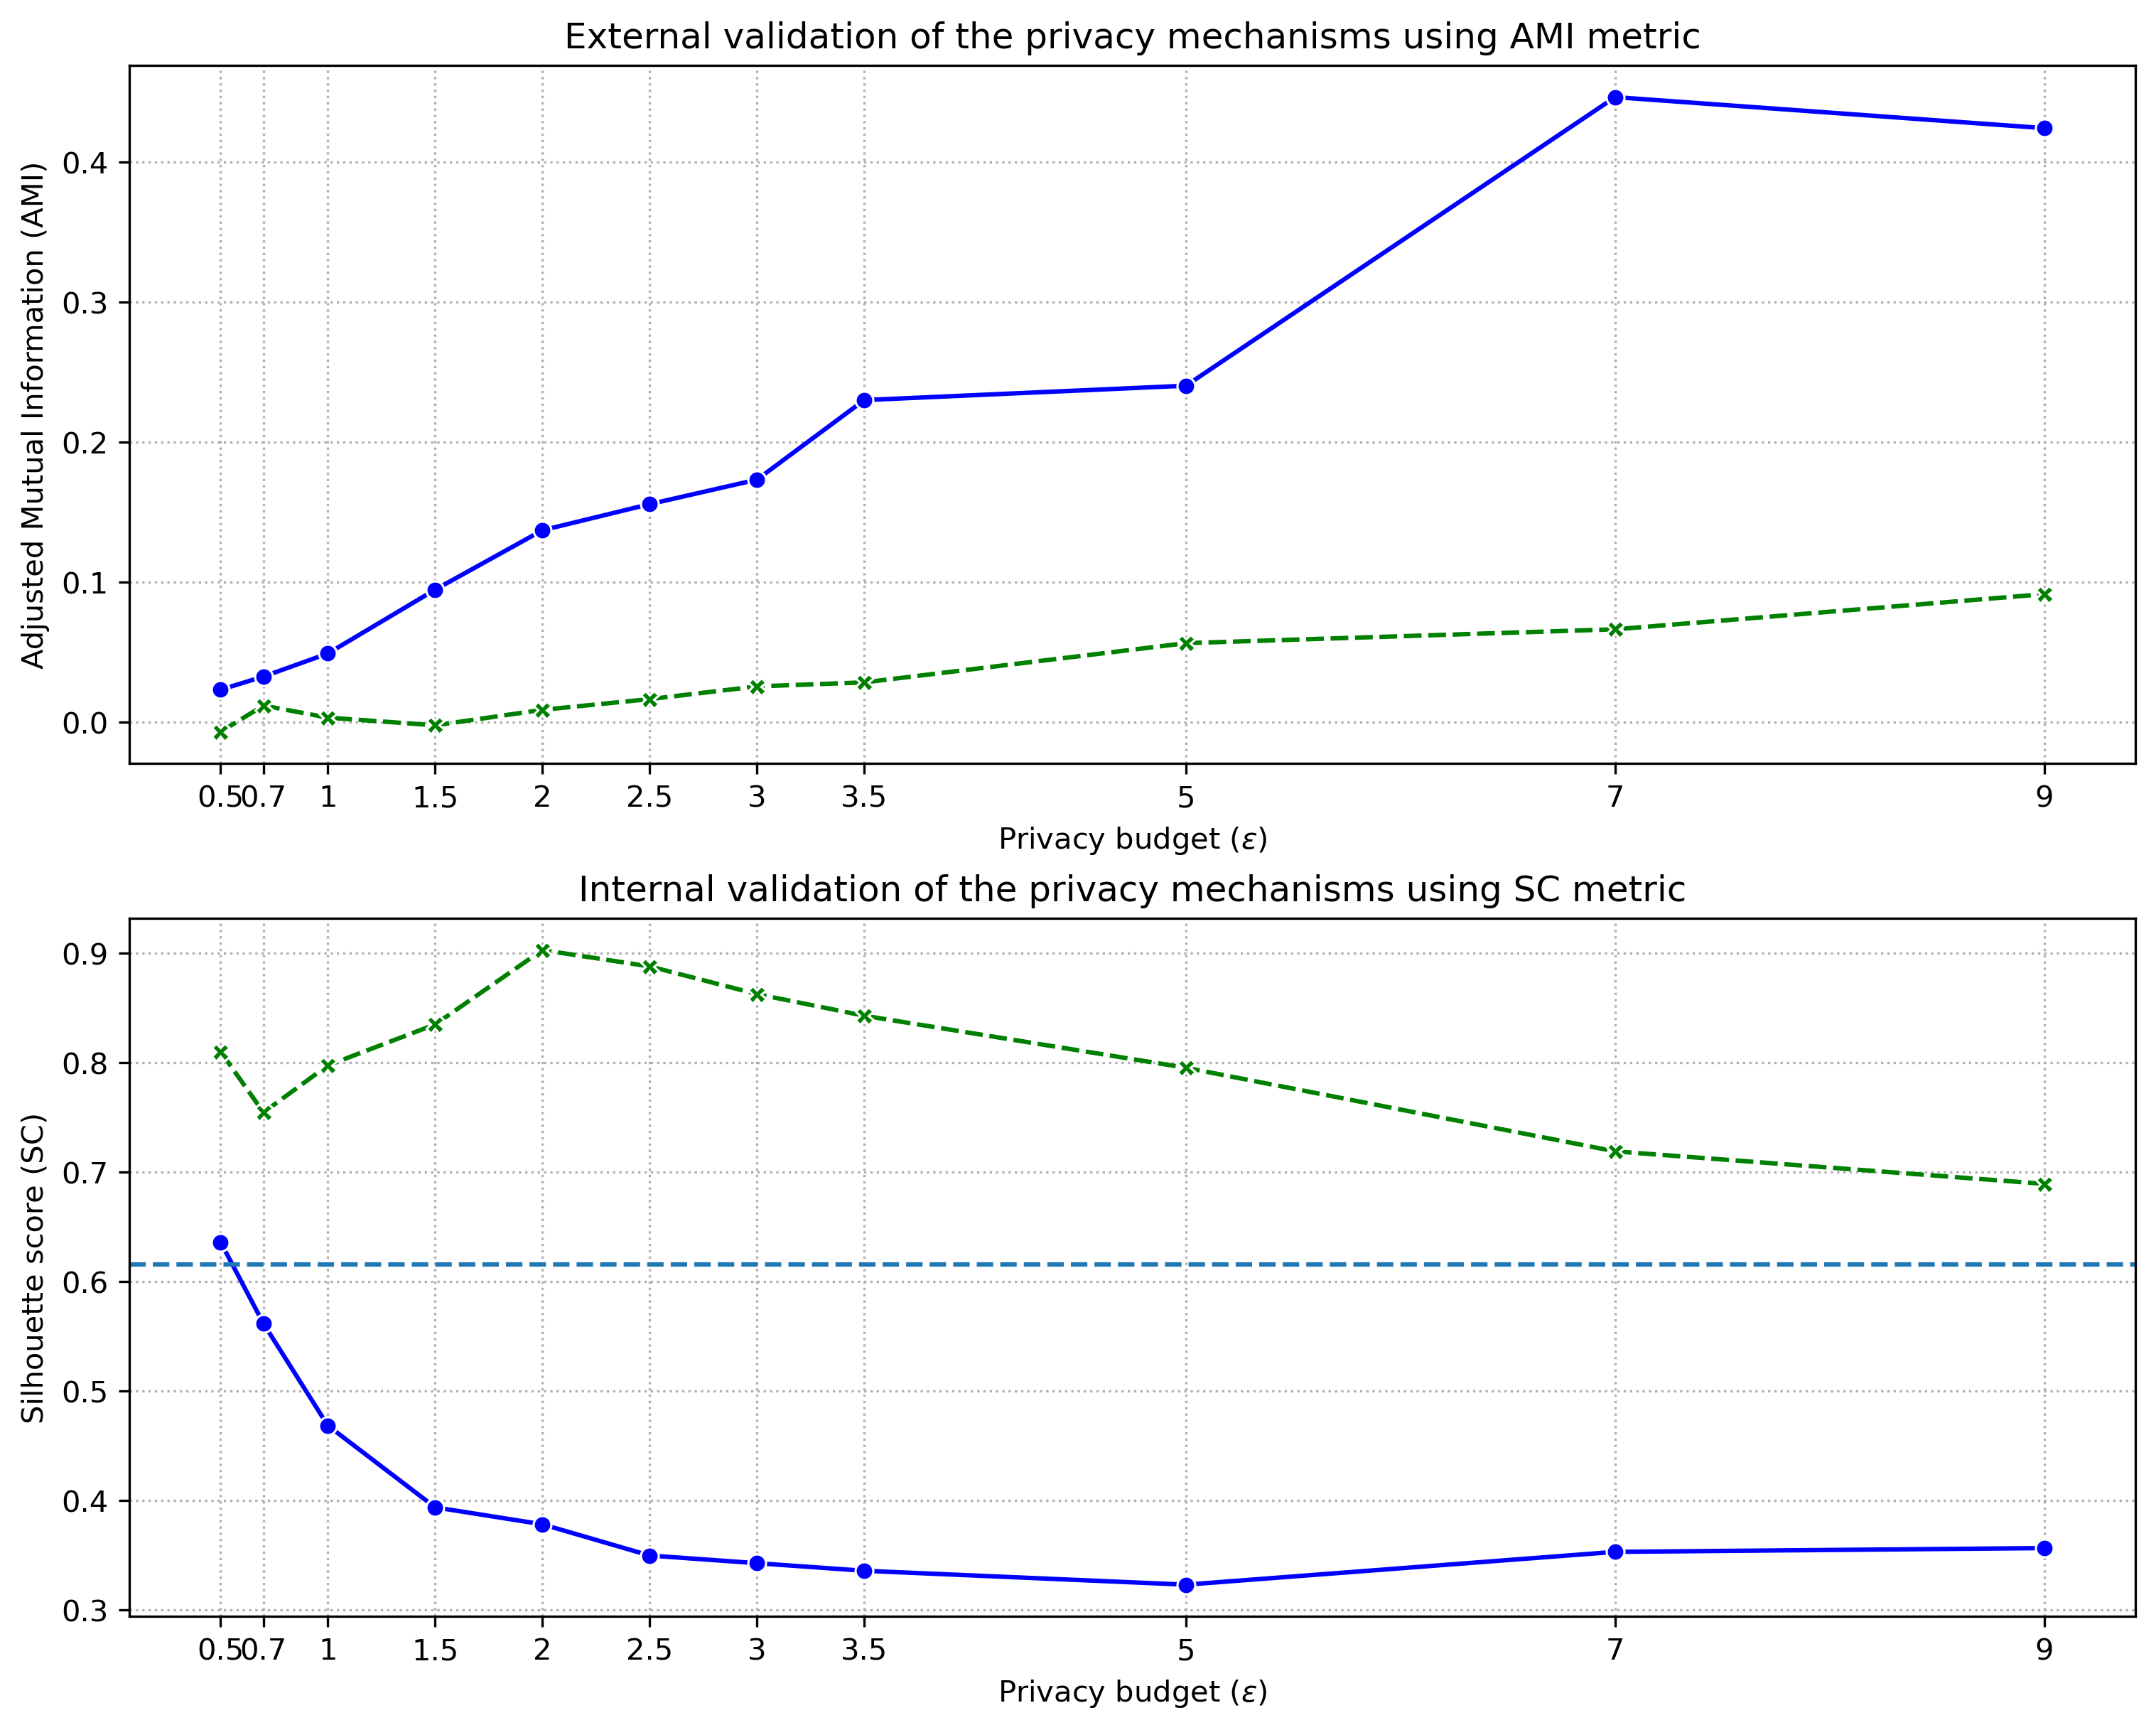 External validation of the privacy mechanisms using AMI metric
Adjusted Mutual Information (AMI)
0.4
0.3
0.2
0.1
0.0
0.5 0.7 1 1.5 2 2.5 3 3.5 5 7 9
Privacy budget (ε)
Internal validation of the privacy mechanisms using SC metric
Silhouette score (SC)
0.9
0.8
0.7
0.6
0.5
0.4
0.3
0.5 0.7 1 1.5 2 2.5 3 3.5 5 7 9
Privacy budget (ε)